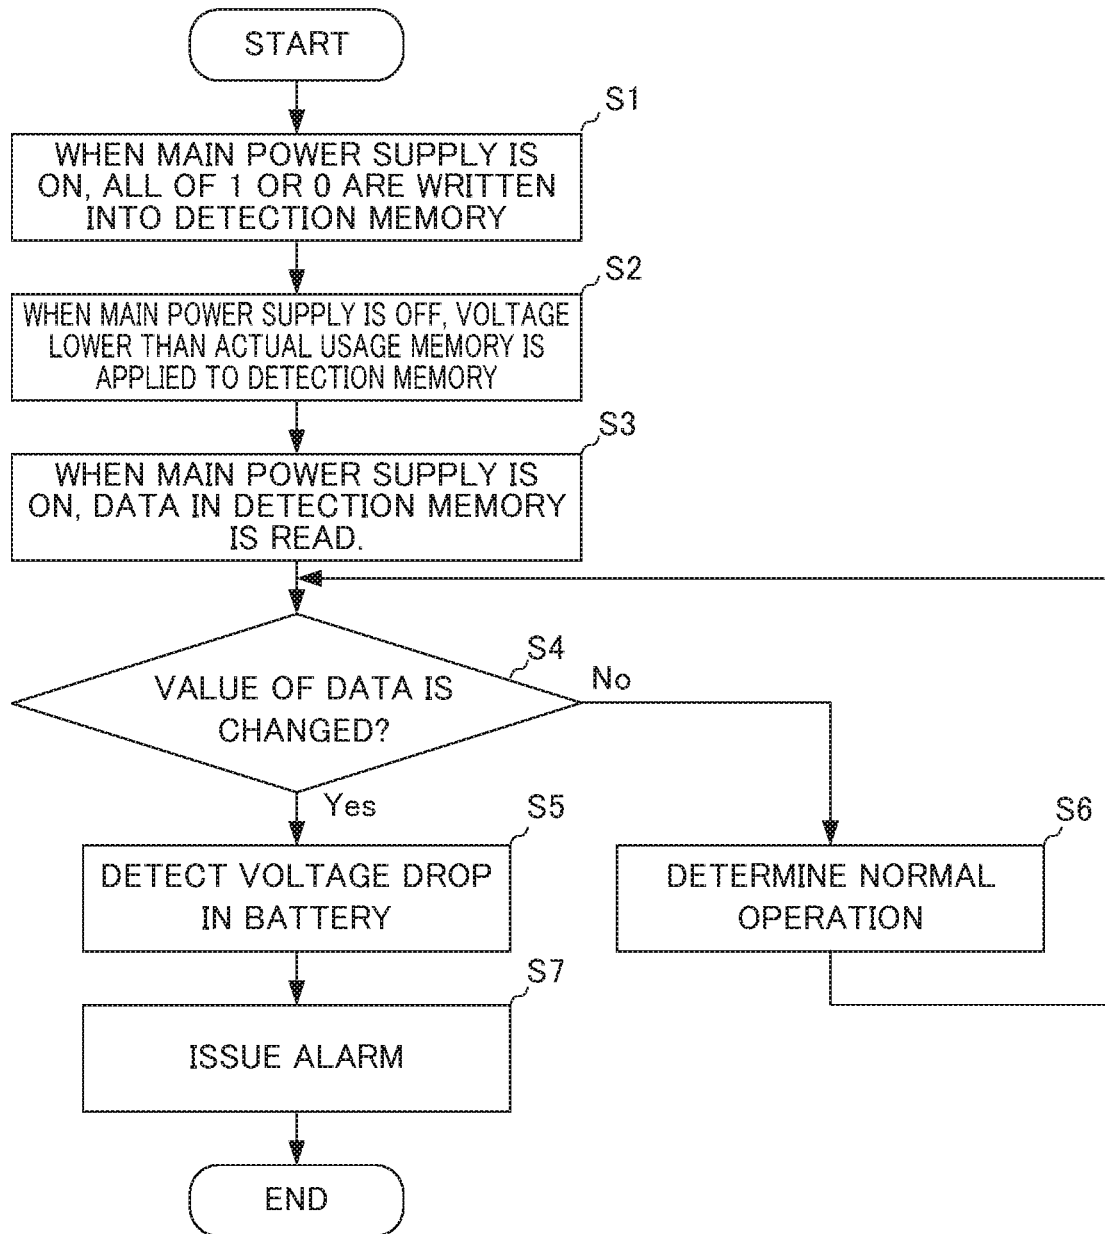 START
S1
WHEN MAIN POWER SUPPLY IS
ON, ALL OF 1 OR 0 ARE WRITTEN
INTO DETECTION MEMORY
S2
WHEN MAIN POWER SUPPLY IS OFF, VOLTAGE
LOWER THAN ACTUAL USAGE MEMORY IS
APPLIED TO DETECTION MEMORY
S3
WHEN MAIN POWER SUPPLY IS
ON, DATA IN DETECTION MEMORY
IS READ.
S4
VALUE OF DATA IS
CHANGED?
No
Yes
S5
DETECT VOLTAGE DROP
IN BATTERY
S6
DETERMINE NORMAL
OPERATION
S7
ISSUE ALARM
END